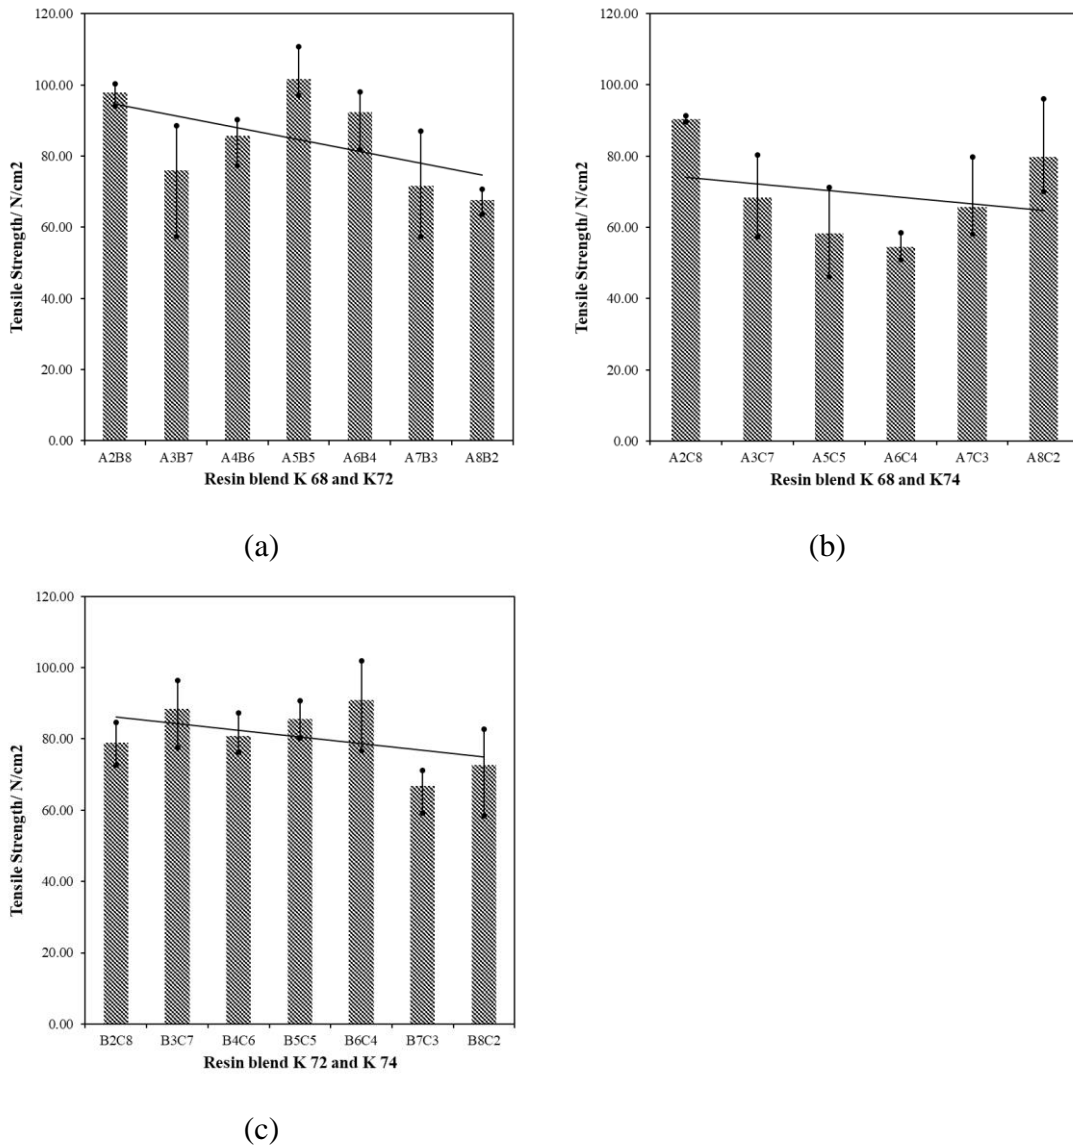 120.00
100.00
80.00
60.00
40.00
20.00
0.00
Tensile Strength/ N/cm2
A2B8 A3B7 A4B6 A5B5 A6B4 A7B3 A8B2
Resin blend K 68 and K72
(a)
120.00
100.00
80.00
60.00
40.00
20.00
0.00
Tensile Strength/ N/cm2
A2C8 A3C7 A5C5 A6C4 A7C3 A8C2
Resin blend K 68 and K74
(b)
120.00
100.00
80.00
60.00
40.00
20.00
0.00
Tensile Strength/ N/cm2
B2C8 B3C7 B4C6 B5C5 B6C4 B7C3 B8C2
Resin blend K 72 and K 74
(c)